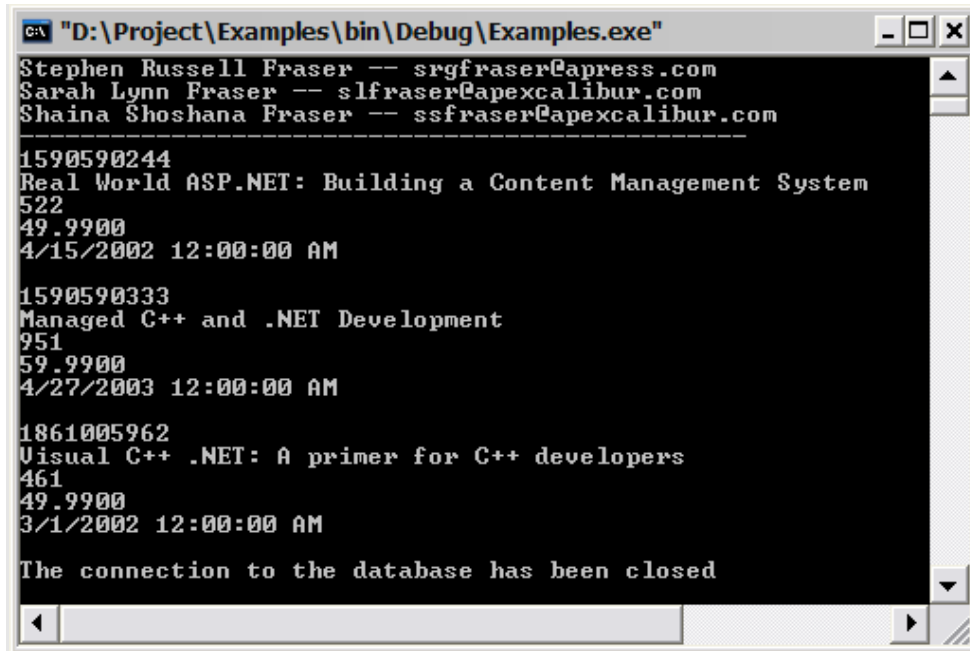 "D:\Project\Examples\bin\Debug\Examples.exe"
Stephen Russell Fraser -- srgfraser@apress.com
Sarah Lynn Fraser -- slfraser@apexcalibur.com
Shaina Shoshana Fraser -- ssfraser@apexcalibur.com
-----------------------------------------------------
1590590244
Real World ASP.NET: Building a Content Management System
522
49.9900
4/15/2002 12:00:00 AM
1590590333
Managed C++ and .NET Development
951
59.9900
4/27/2003 12:00:00 AM
1861005962
Visual C++ .NET: A primer for C++ developers
461
49.9900
3/1/2002 12:00:00 AM
The connection to the database has been closed